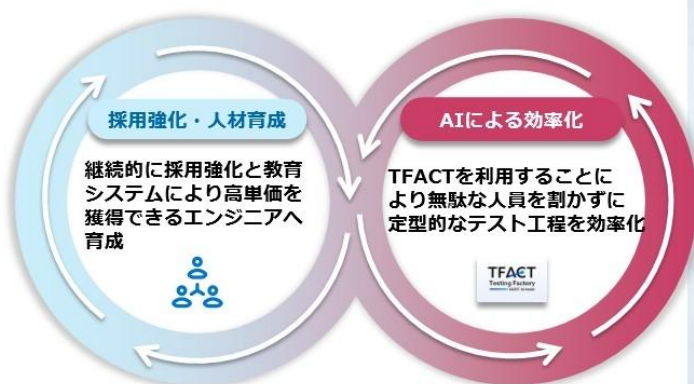 採用強化・人材育成
継続的に採用強化と教育
システムにより高単価を
獲得できるエンジニアへ
育成
AIによる効率化
TFACTを利用することに
より無駄な人員を割かずに
定型的なテスト工程を効率化
TFACT
Testing Factory